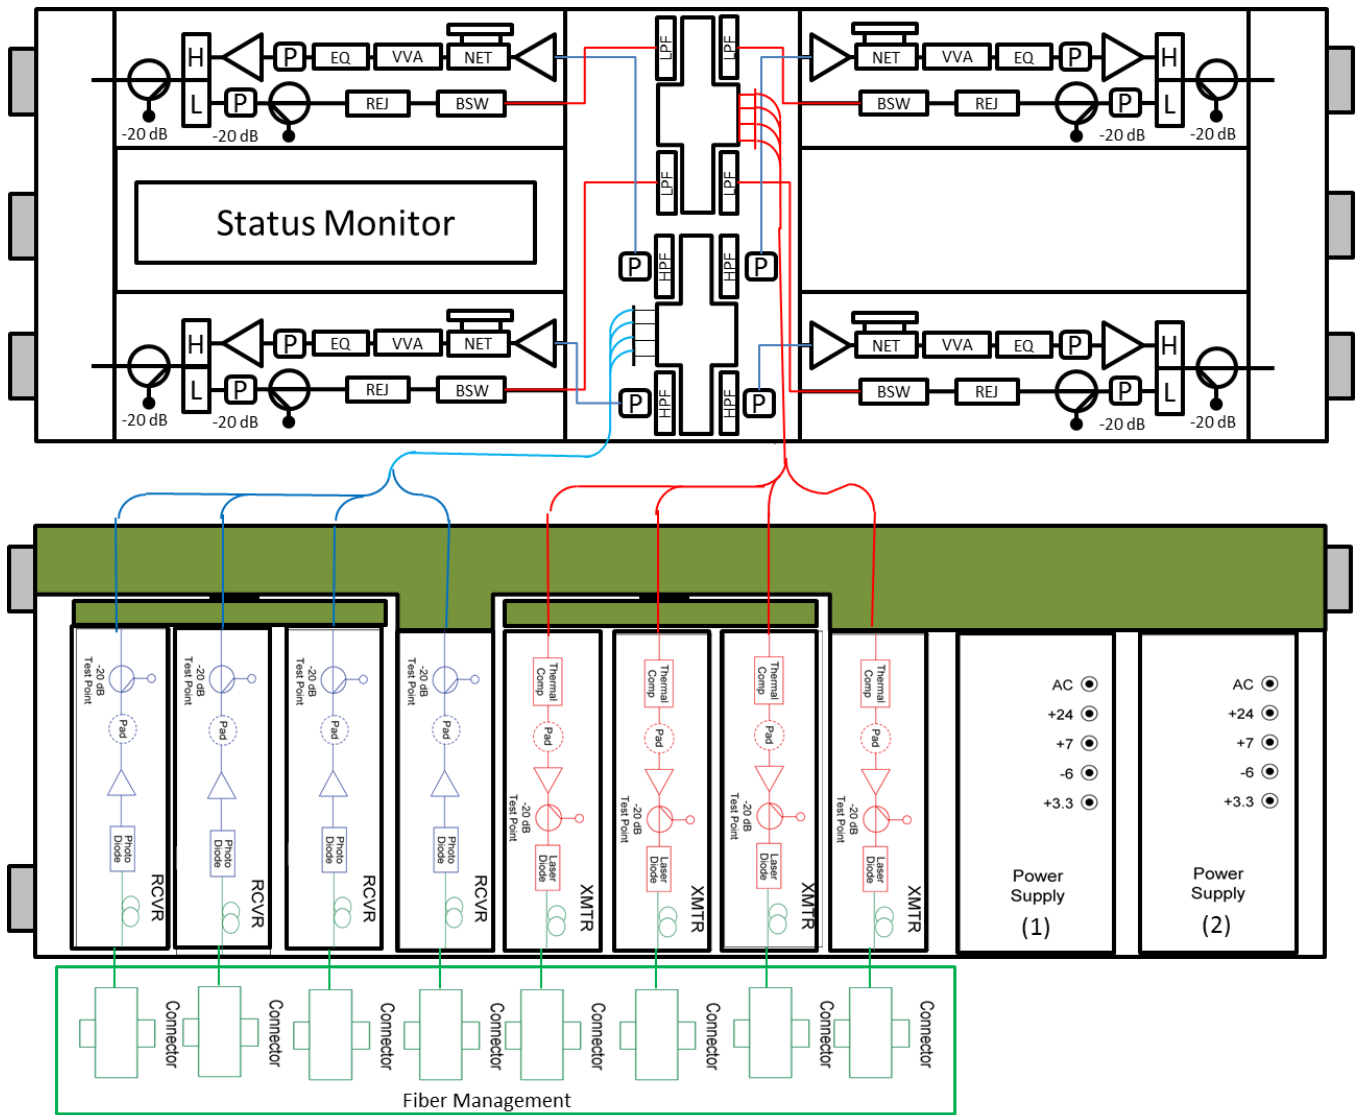 H P EQ VVA NET
L P REJ BSW
-20 dB -20 dB
LPF LPF
NET VVA EQ P H
BSW REJ P L
-20 dB -20 dB
Status Monitor
LPF LPF
P HPF HPF P
H P EQ VVA NET
L P REJ BSW
-20 dB -20 dB
P HPF HPF P
NET VVA EQ P H
BSW REJ P L
-20 dB -20 dB
-20 dB
Test Point
Pad
Photo
Diode
RCVR
-20 dB
Test Point
Pad
Photo
Diode
RCVR
-20 dB
Test Point
Pad
Photo
Diode
RCVR
-20 dB
Test Point
Pad
Photo
Diode
RCVR
Thermal
Comp
Pad
-20 dB
Test Point
Laser
Diode
XMTR
Thermal
Comp
Pad
-20 dB
Test Point
Laser
Diode
XMTR
Thermal
Comp
Pad
-20 dB
Test Point
Laser
Diode
XMTR
Thermal
Comp
Pad
-20 dB
Test Point
Laser
Diode
XMTR
AC
+24
+7
-6
+3.3
Power
Supply
(1)
AC
+24
+7
-6
+3.3
Power
Supply
(2)
Connector
Connector
Connector
Connector
Connector
Connector
Connector
Connector
Fiber Management